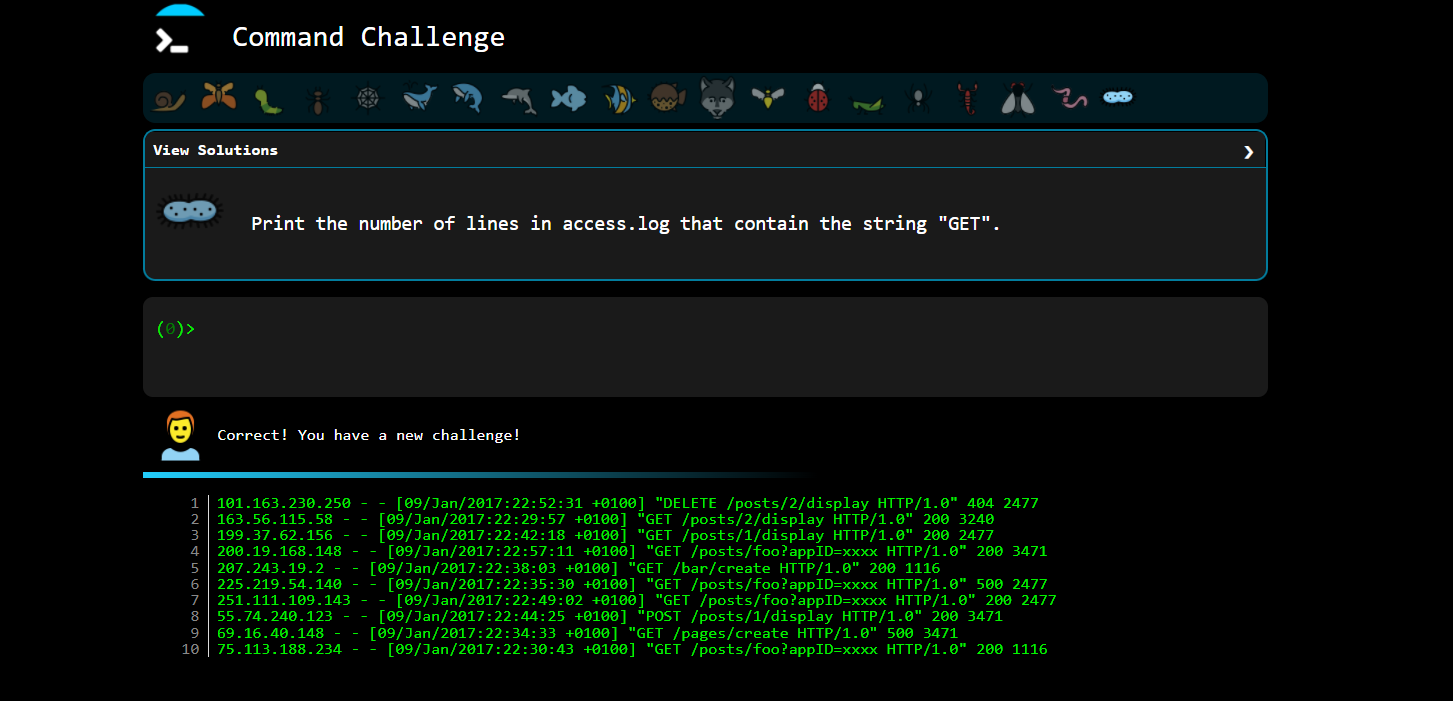 Command Challenge
View Solutions
Print the number of lines in access.log that contain the string "GET".
(0)>
Correct! You have a new challenge!
1 101.163.230.250 - - [09/Jan/2017:22:52:31 +0100] "DELETE /posts/2/display HTTP/1.0" 404 2477
2 163.56.115.58 - - [09/Jan/2017:22:29:57 +0100] "GET /posts/2/display HTTP/1.0" 200 3240
3 199.37.62.156 - - [09/Jan/2017:22:42:18 +0100] "GET /posts/1/display HTTP/1.0" 200 2477
4 200.19.168.148 - - [09/Jan/2017:22:57:11 +0100] "GET /posts/foo?appID=xxxx HTTP/1.0" 200 3471
5 207.243.19.2 - - [09/Jan/2017:22:38:03 +0100] "GET /bar/create HTTP/1.0" 200 1116
6 225.219.54.140 - - [09/Jan/2017:22:35:30 +0100] "GET /posts/foo?appID=xxxx HTTP/1.0" 500 2477
7 251.111.109.143 - - [09/Jan/2017:22:49:02 +0100] "GET /posts/foo?appID=xxxx HTTP/1.0" 200 2477
8 55.74.240.123 - - [09/Jan/2017:22:44:25 +0100] "POST /posts/1/display HTTP/1.0" 200 3471
9 69.16.40.148 - - [09/Jan/2017:22:34:33 +0100] "GET /pages/create HTTP/1.0" 500 3471
10 75.113.188.234 - - [09/Jan/2017:22:30:43 +0100] "GET /posts/foo?appID=xxxx HTTP/1.0" 200 1116